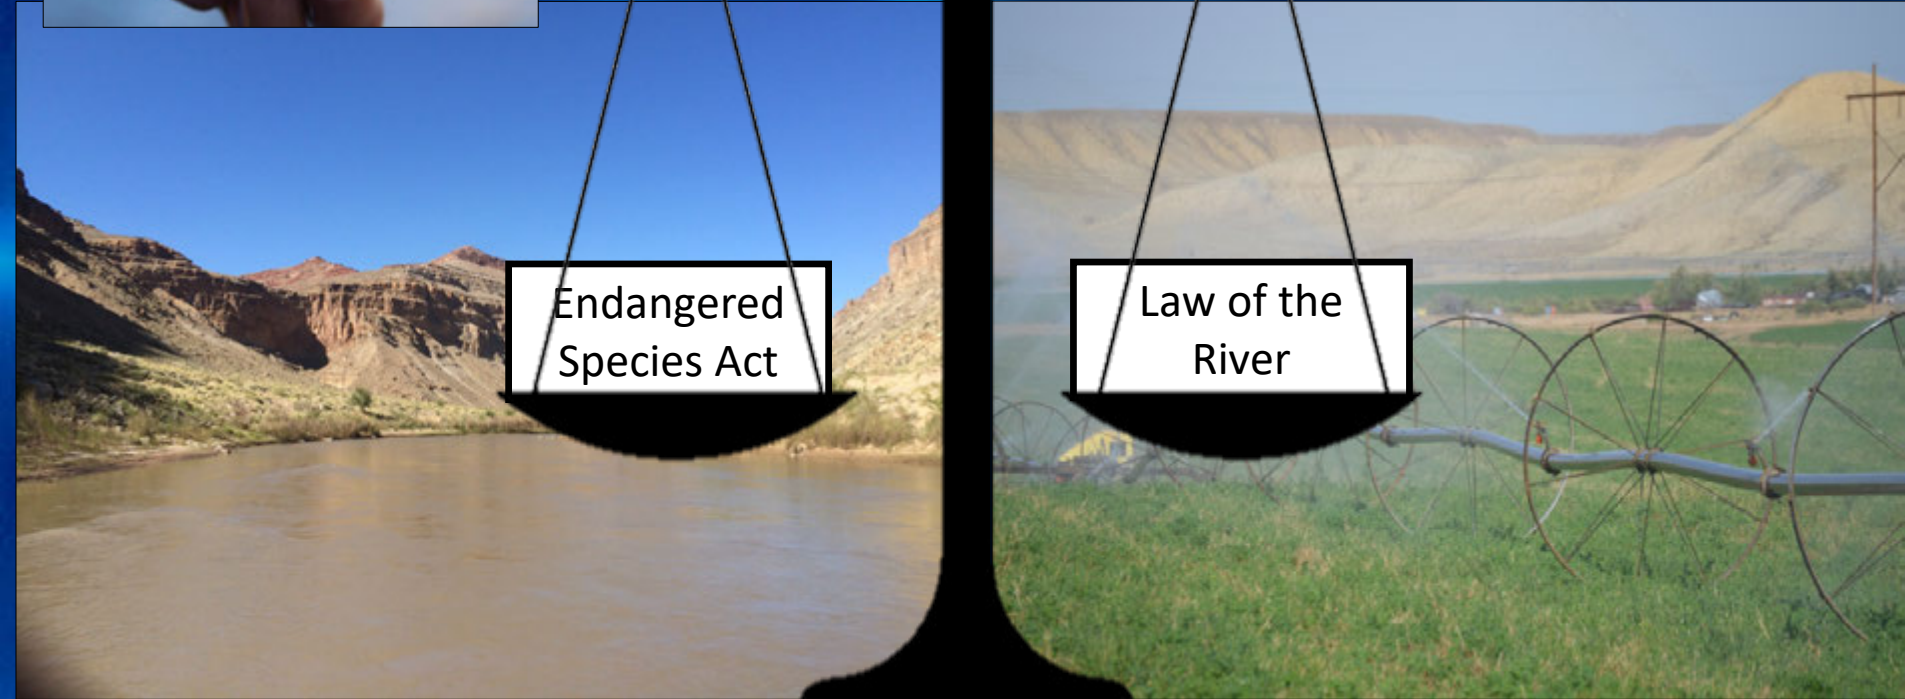 Endangered
Species Act
Law of the
River